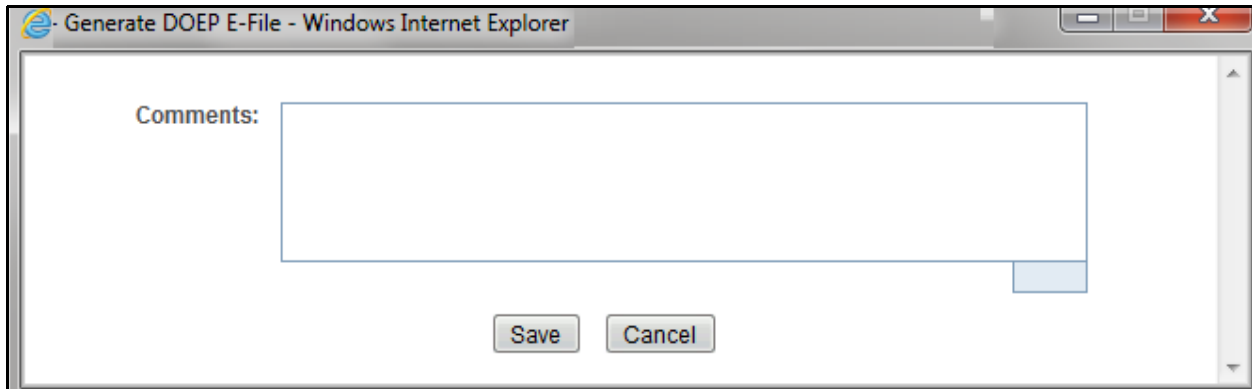 - Generate DOEP E-File - Windows Internet Explorer
Comments:
Save Cancel